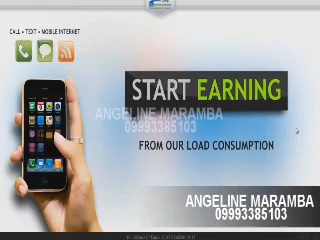 CALL • TEXT • MOBILE INTERNET
START EARNING
ANGELINE MARAMBA
09993385103
FROM OUR LOAD CONSUMPTION
ANGELINE MARAMBA
09993385103